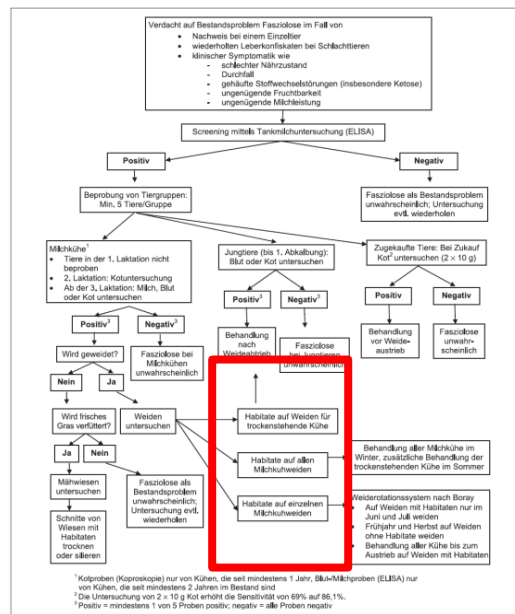 Verdacht auf Bestandsproblem Fasziolose im Fall von
• Nachweis bei einem Einzeltier
• wiederholten Leberkonfiskaten bei Schlachttieren
• klinischer Symptomatik wie
- schlechter Nährzustand
- Durchfall
- gehäufte Stoffwechselstörungen (insbesondere Ketose)
- ungenügende Fruchtbarkeit
- ungenügende Milchleistung
Screening mittels Tankmilchuntersuchung (ELISA)
Positiv
Negativ
Beprobung von Tiergruppen:
Min. 5 Tiere/Gruppe
Fasziolose als Bestandsproblem
unwahrscheinlich; Untersuchung
evtl. wiederholen
Milchkühe¹
• Tiere in der 1. Laktation nicht
beproben
• 2. Laktation: Kotuntersuchung
• Ab der 3. Laktation: Milch, Blut
oder Kot untersuchen
Jungtiere (bis 1. Abkalbung):
Blut oder Kot untersuchen
Zugekaufte Tiere: Bei Zukauf
Kot² untersuchen (2 × 10 g)
Positiv³
Negativ³
Positiv³
Negativ³
Positiv
Negativ
Wird geweidet?
Fasziolose bei
Milchkühen
unwahrscheinlich
Behandlung
nach
Weideabtrieb
Fasziolose
bei Jungtieren
unwahrscheinlich
Behandlung
vor Weide-
austrieb
Fasziolose
unwahr-
scheinlich
Nein
Ja
Wird frisches
Gras verfüttert?
Weiden
untersuchen
Habitate auf Weiden für
trockenstehende Kühe
Ja
Nein
Habitate auf allen
Milchkuhweiden
Behandlung aller Milchkühe im
Winter, zusätzliche Behandlung der
trockenstehenden Kühe im Sommer
Mähwiesen
untersuchen
Fasziolose als
Bestandsproblem
unwahrscheinlich;
Untersuchung evtl.
wiederholen
Habitate auf einzelnen
Milchkuhweiden
Weiderotationssystem nach Boray
• Auf Weiden mit Habitaten nur im
Juni und Juli weiden
• Frühjahr und Herbst auf Weiden
ohne Habitate weiden
• Behandlung aller Kühe bis zum
Austrieb auf Weiden mit Habitaten
Schnitte von
Wiesen mit
Habitaten
trocknen
oder silieren
¹ Kotproben (Koproskopie) nur von Kühen, die seit mindestens 1 Jahr, Blut-/Milchproben (ELISA) nur
von Kühen, die seit mindestens 2 Jahren im Bestand sind
² Die Untersuchung von 2 × 10 g Kot erhöht die Sensitivität von 69% auf 86,1%.
³ Positiv = mindestens 1 von 5 Proben positiv; negativ = alle Proben negativ